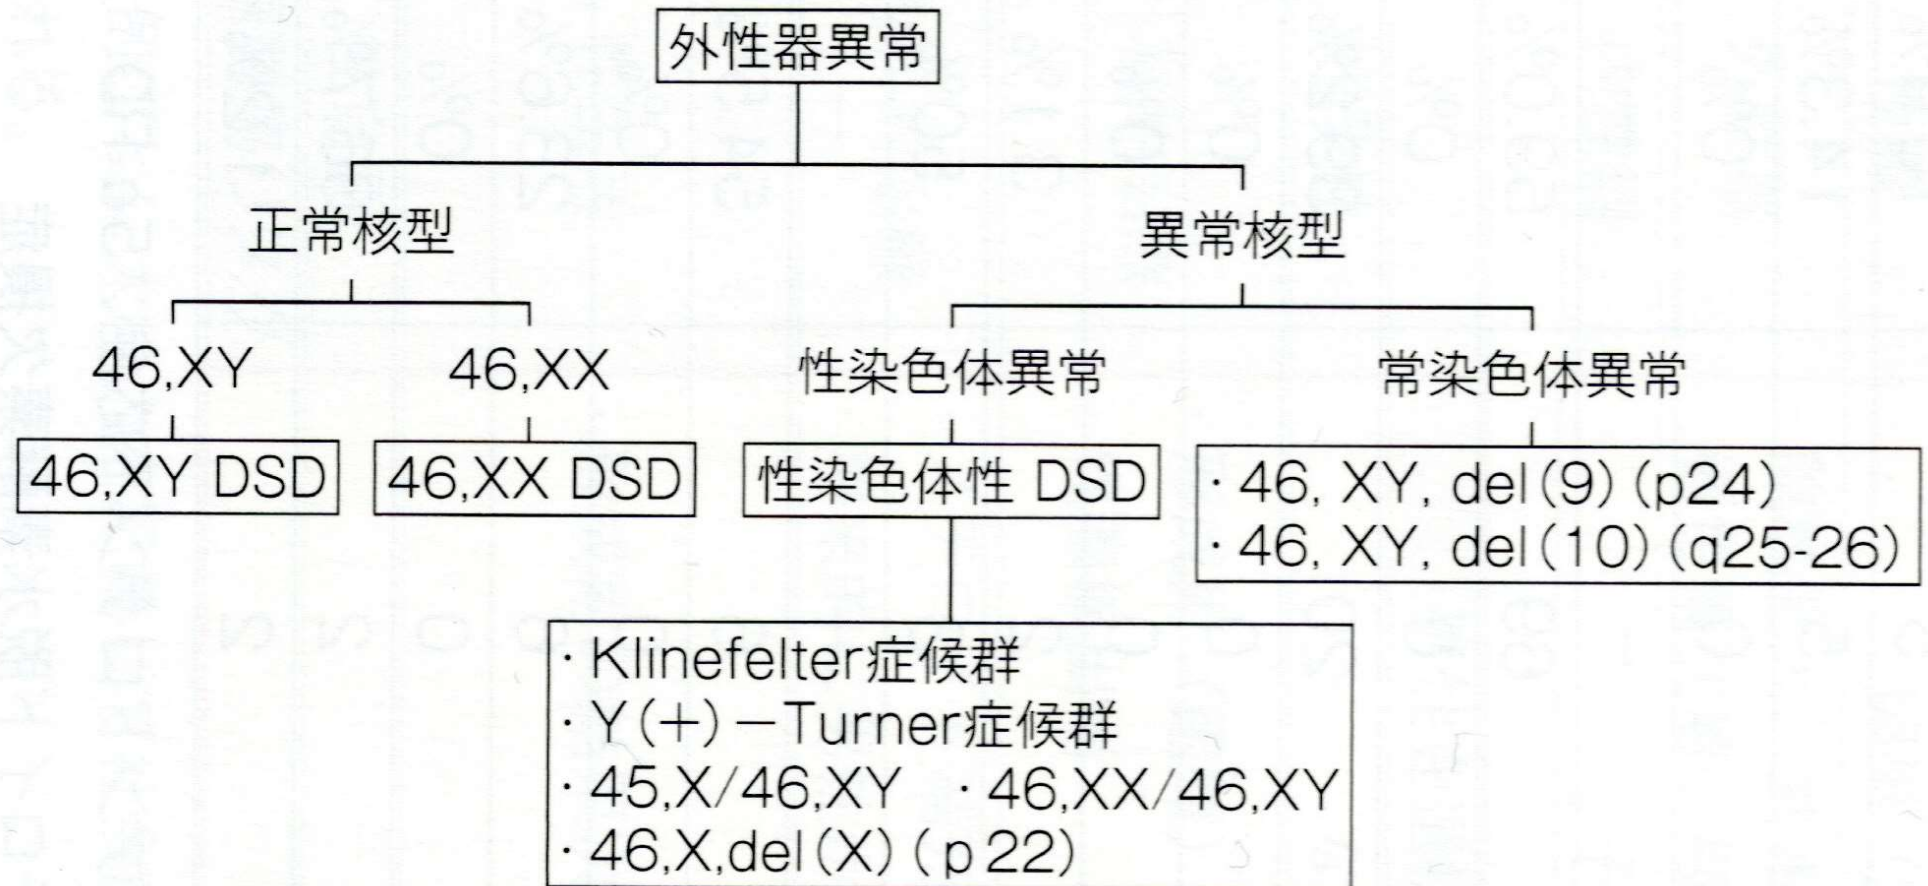 外性器異常
正常核型
異常核型
46,XY
46,XX
性染色体異常
常染色体異常
46,XY DSD
46,XX DSD
性染色体性 DSD
・46, XY, del(9)(p24)
・46, XY, del(10)(q25-26)
・Klinefelter症候群
・Y(+)−Turner症候群
・45,X/46,XY ・46,XX/46,XY
・46,X,del(X)(p22)